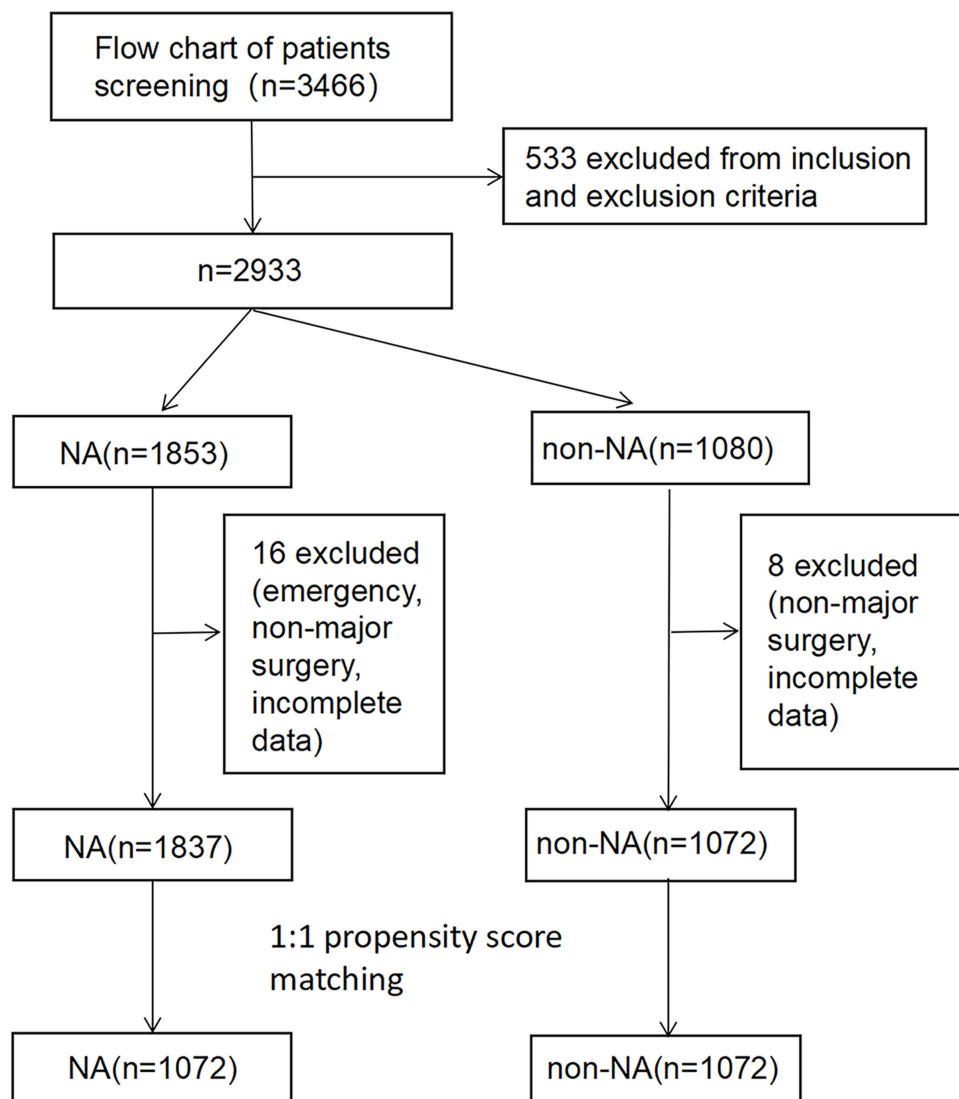 Flow chart of patients
screening (n=3466)
533 excluded from inclusion
and exclusion criteria
n=2933
NA(n=1853)
non-NA(n=1080)
16 excluded
(emergency,
non-major
surgery,
incomplete
data)
8 excluded
(non-major
surgery,
incomplete
data)
NA(n=1837)
non-NA(n=1072)
1:1 propensity score
matching
NA(n=1072)
non-NA(n=1072)